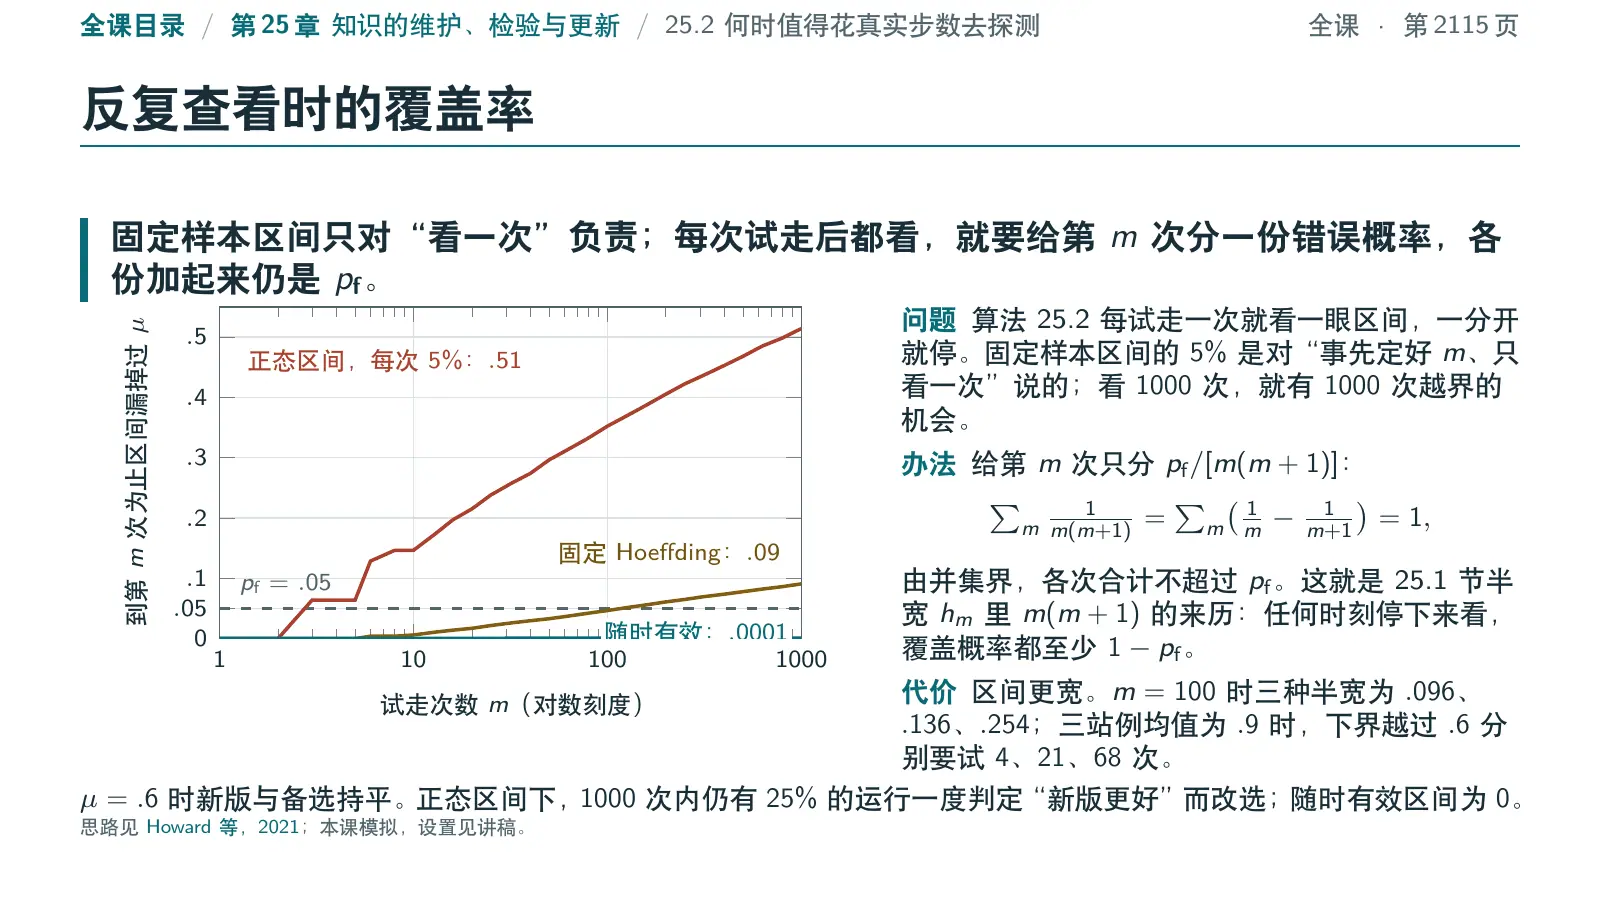 全课目录 / 第 25 章 知识的维护、检验与更新 / 25.2 何时值得花真实步数去探测
全课 · 第 2115 页
反复查看时的覆盖率
固定样本区间只对“看一次”负责；每次试走后都看，就要给第 m 次分一份错误概率，各
份加起来仍是 p_f。
到第 m 次为止区间漏掉过 μ
.5
.4
.3
.2
.1
.05
0
正态区间，每次 5%：.51
固定 Hoeffding：.09
p_f = .05
随时有效：.0001
1 10 100 1000
试走次数 m（对数刻度）
问题 算法 25.2 每试走一次就看一眼区间，一分开
就停。固定样本区间的 5% 是对“事先定好 m、只
看一次”说的；看 1000 次，就有 1000 次越界的
机会。
办法 给第 m 次只分 p_f/[m(m + 1)]：
∑_m 1/(m(m+1)) = ∑_m (1/m − 1/(m+1)) = 1,
由并集界，各次合计不超过 p_f。这就是 25.1 节半
宽 h_m 里 m(m + 1) 的来历：任何时刻停下来看，
覆盖概率都至少 1 − p_f。
代价 区间更宽。m = 100 时三种半宽为 .096、
.136、.254；三站例均值为 .9 时，下界越过 .6 分
别要试 4、21、68 次。
μ = .6 时新版与备选持平。正态区间下，1000 次内仍有 25% 的运行一度判定“新版更好”而改选；随时有效区间为 0。
思路见 Howard 等，2021；本课模拟，设置见讲稿。